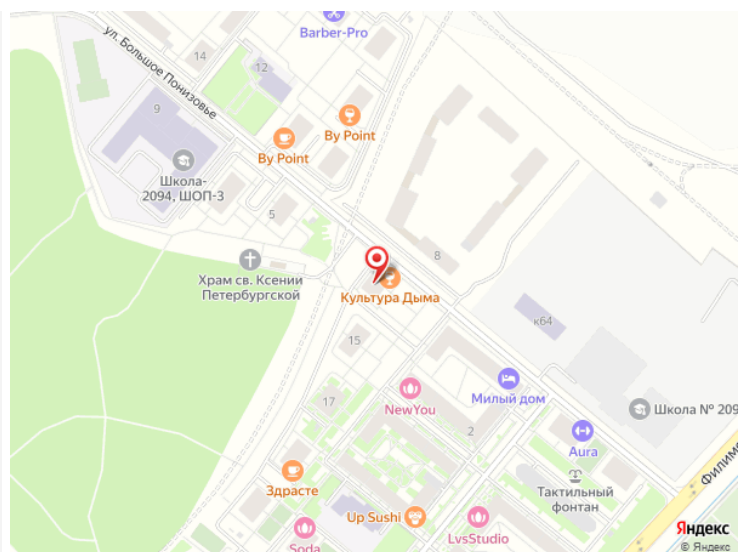 Barber-Pro
ул. Большое Понизовье
14
12
9
By Point
By Point
Школа-
2094, ШОП-3
5
8
Храм св. Ксении
Петербургской
Культура Дыма
к64
15
Милый дом
NewYou
17
2
Школа № 209
Aura
Здрасте
Тактильный
фонтан
Филимо
Up Sushi
Soda
LvsStudio
Яндекс
© Яндекс